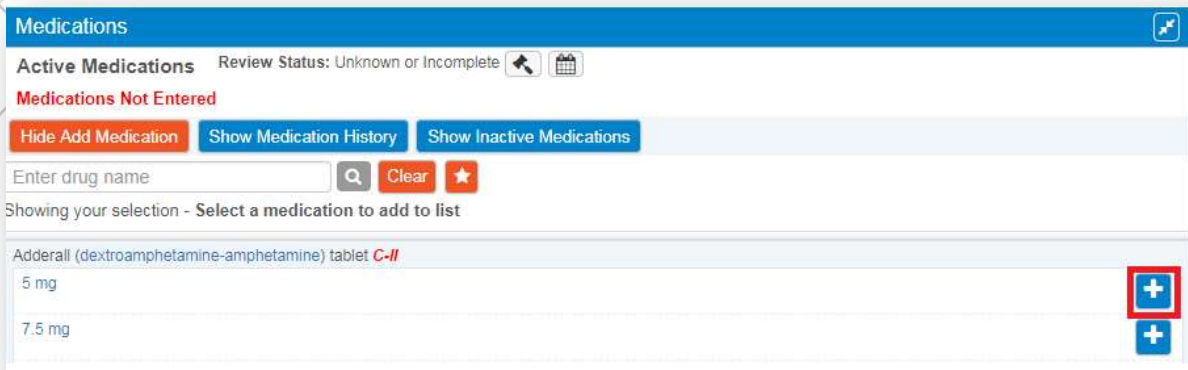 Medications
Active Medications Review Status: Unknown or Incomplete
Medications Not Entered
Hide Add Medication Show Medication History Show Inactive Medications
Enter drug name Clear
Showing your selection - Select a medication to add to list
Adderall (dextroamphetamine-amphetamine) tablet C-II
5 mg
7.5 mg